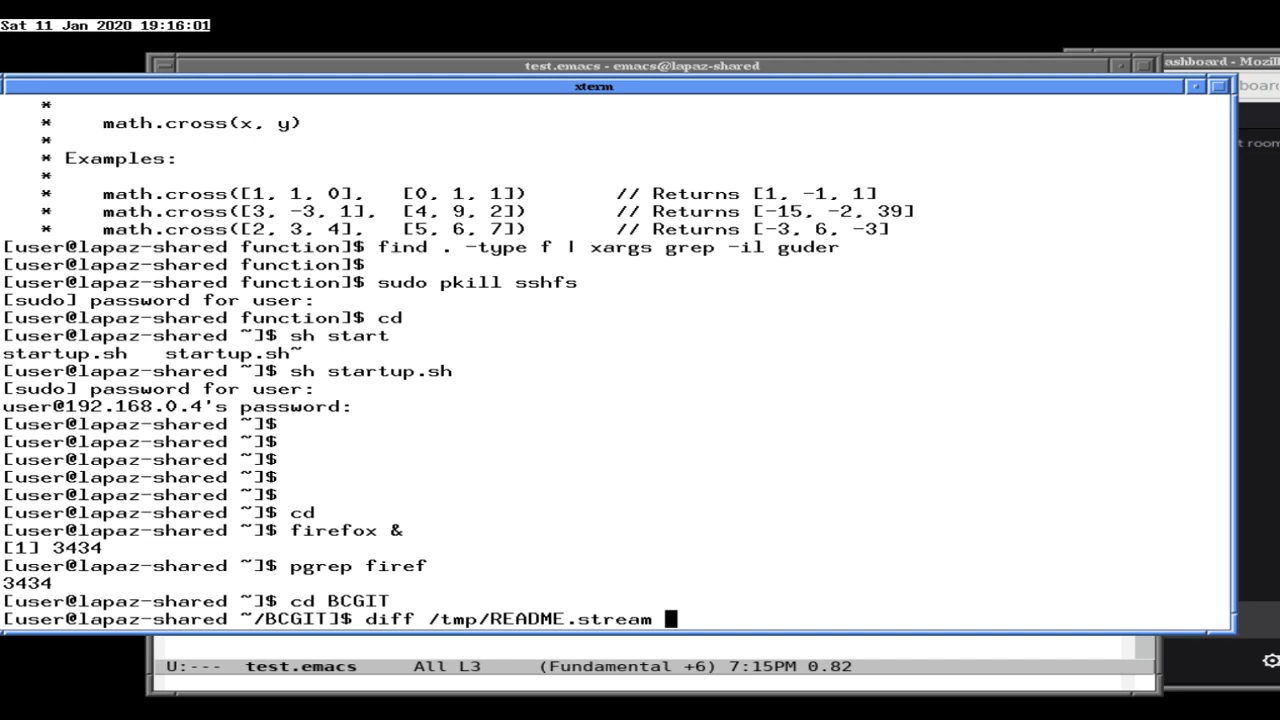 Sat 11 Jan 2020 19:16:01
test.emacs - emacs@lapaz-shared
ashboard - Mozil
xterm
boar
*
*    math.cross(x, y)
*
* Examples:
*
*    math.cross([1, 1, 0],   [0, 1, 1])       // Returns [1, -1, 1]
*    math.cross([3, -3, 1],  [4, 9, 2])       // Returns [-15, -2, 39]
*    math.cross([2, 3, 4],   [5, 6, 7])       // Returns [-3, 6, -3]
t room
[user@lapaz-shared function]$ find . -type f | xargs grep -il guder
[user@lapaz-shared function]$
[user@lapaz-shared function]$ sudo pkill sshfs
[sudo] password for user:
[user@lapaz-shared function]$ cd
[user@lapaz-shared ~]$ sh start
startup.sh   startup.sh~
[user@lapaz-shared ~]$ sh startup.sh
[sudo] password for user:
user@192.168.0.4's password:
[user@lapaz-shared ~]$
[user@lapaz-shared ~]$
[user@lapaz-shared ~]$
[user@lapaz-shared ~]$
[user@lapaz-shared ~]$
[user@lapaz-shared ~]$ cd
[user@lapaz-shared ~]$ firefox &
[1] 3434
[user@lapaz-shared ~]$ pgrep firef
3434
[user@lapaz-shared ~]$ cd BCGIT
[user@lapaz-shared ~/BCGIT]$ diff /tmp/README.stream
U:---  test.emacs     All L3     (Fundamental +6) 7:15PM 0.82